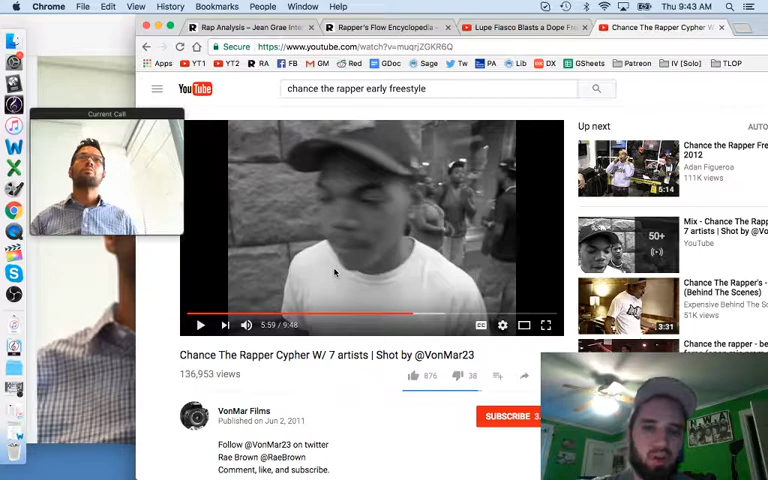 Chrome File Edit View History Bookmarks People Window Help Thu 9:43 AM
Rap Analysis – Jean Grae Inte
Rapper's Flow Encyclopedia
Lupe Fiasco Blasts a Dope Fre
Chance The Rapper Cypher W/
Secure https://www.youtube.com/watch?v=muqrjZGKR6Q
Apps YT1 YT2 RA FB GM Reddit GDoc Sage Tw PA Lib DX GSheets Patreon IV [Solo] TLOP
YouTube chance the rapper early freestyle
Current Call
Up next AUTO
Chance the Rapper Fre
2012
Adan Figueroa
111K views
5:14
Mix - Chance The Rapp
7 artists | Shot by @Vo
YouTube
50+
Chance The Rapper's -
(Behind The Scenes)
Expensive Behind The Sc
51K views
3:31
Chance the rapper - be
5:59 / 9:48
Chance The Rapper Cypher W/ 7 artists | Shot by @VonMar23
136,953 views
876 38
VonMar Films
Published on Jun 2, 2011
SUBSCRIBE
Follow @VonMar23 on twitter
Rae Brown @RaeBrown
Comment, like, and subscribe.